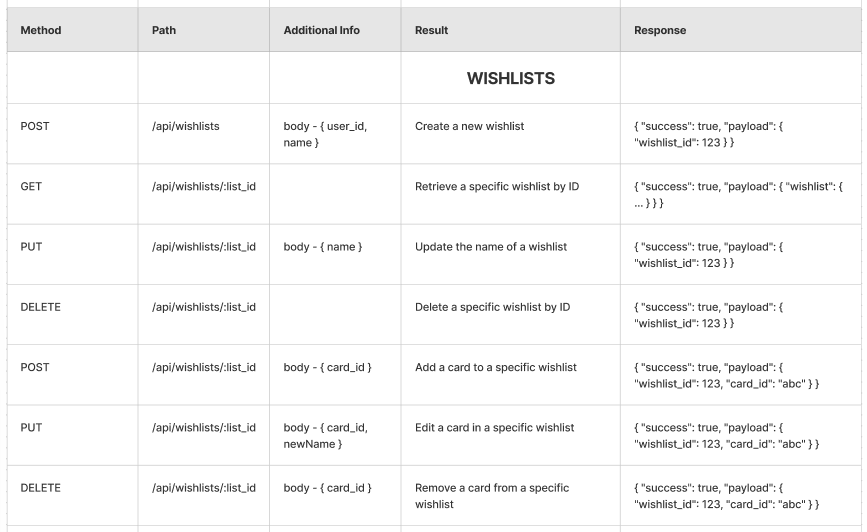 Method Path Additional Info Result Response
WISHLISTS
POST /api/wishlists body - { user_id, Create a new wishlist { "success": true, "payload": {
name } "wishlist_id": 123 } }
GET /api/wishlists/:list_id Retrieve a specific wishlist by ID { "success": true, "payload": { "wishlist": {
... } } }
PUT /api/wishlists/:list_id body - { name } Update the name of a wishlist { "success": true, "payload": {
"wishlist_id": 123 } }
DELETE /api/wishlists/:list_id Delete a specific wishlist by ID { "success": true, "payload": {
"wishlist_id": 123 } }
POST /api/wishlists/:list_id body - { card_id } Add a card to a specific wishlist { "success": true, "payload": {
"wishlist_id": 123, "card_id": "abc" } }
PUT /api/wishlists/:list_id body - { card_id, Edit a card in a specific wishlist { "success": true, "payload": {
newName } "wishlist_id": 123, "card_id": "abc" } }
DELETE /api/wishlists/:list_id body - { card_id } Remove a card from a specific { "success": true, "payload": {
wishlist "wishlist_id": 123, "card_id": "abc" } }